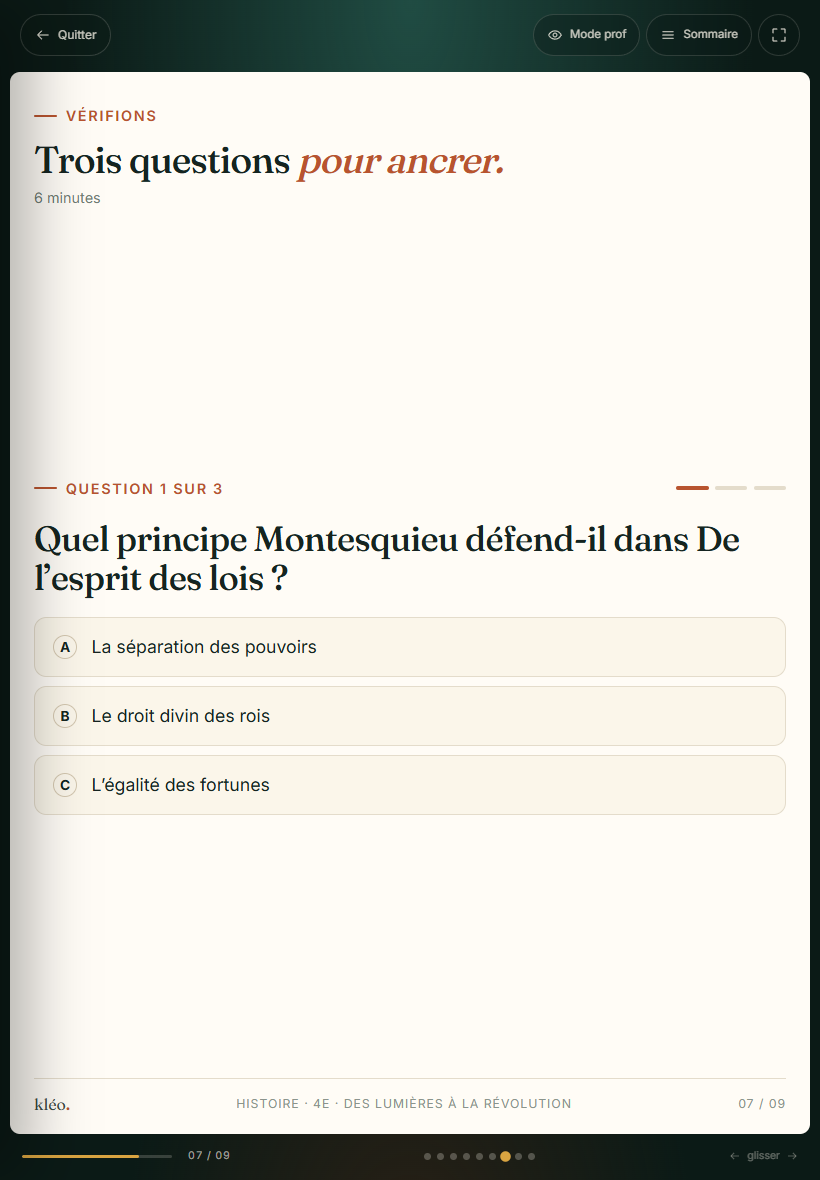 ← Quitter
Mode prof
Sommaire
VÉRIFIONS
Trois questions pour ancrer.
6 minutes
QUESTION 1 SUR 3
Quel principe Montesquieu défend-il dans De
l’esprit des lois ?
A La séparation des pouvoirs
B Le droit divin des rois
C L’égalité des fortunes
kléo.
HISTOIRE · 4E · DES LUMIÈRES À LA RÉVOLUTION
07 / 09
07 / 09
← glisser →